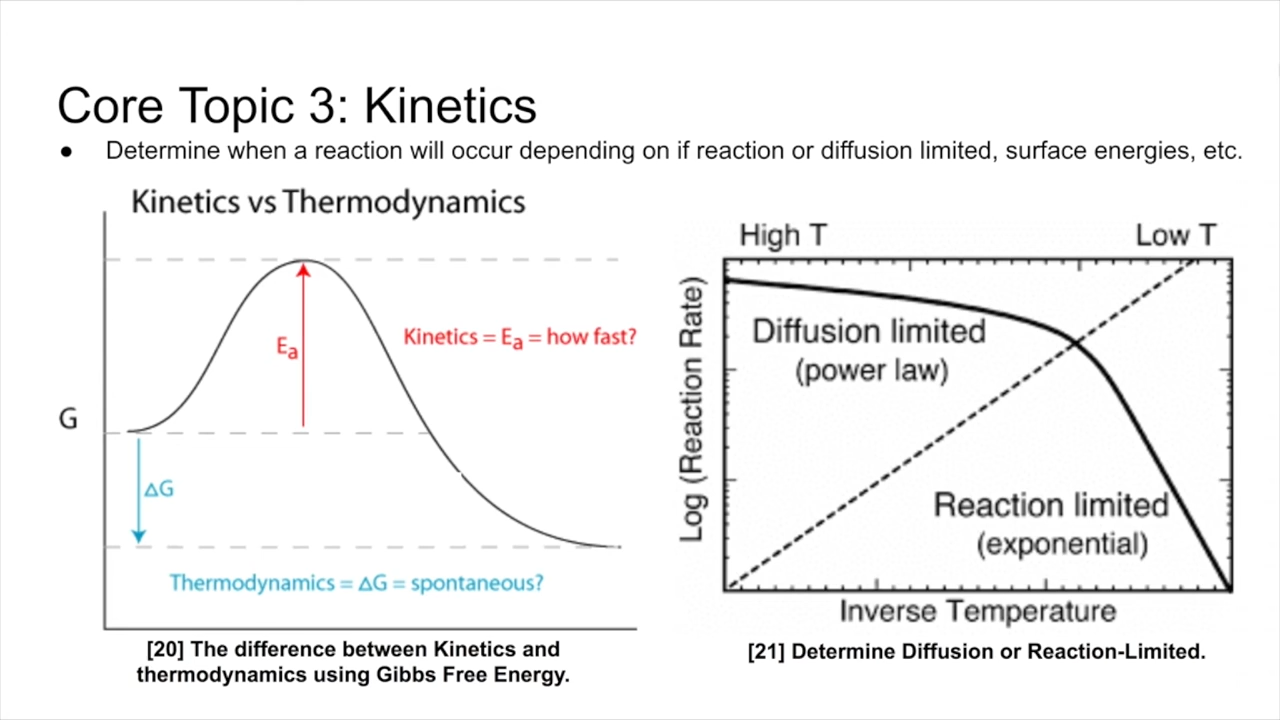 Core Topic 3: Kinetics
● Determine when a reaction will occur depending on if reaction or diffusion limited, surface energies, etc.
Kinetics vs Thermodynamics
Kinetics = Ea = how fast?
Ea
G
ΔG
Thermodynamics = ΔG = spontaneous?
[20] The difference between Kinetics and
thermodynamics using Gibbs Free Energy.
High T
Low T
Log (Reaction Rate)
Diffusion limited
(power law)
Reaction limited
(exponential)
Inverse Temperature
[21] Determine Diffusion or Reaction-Limited.